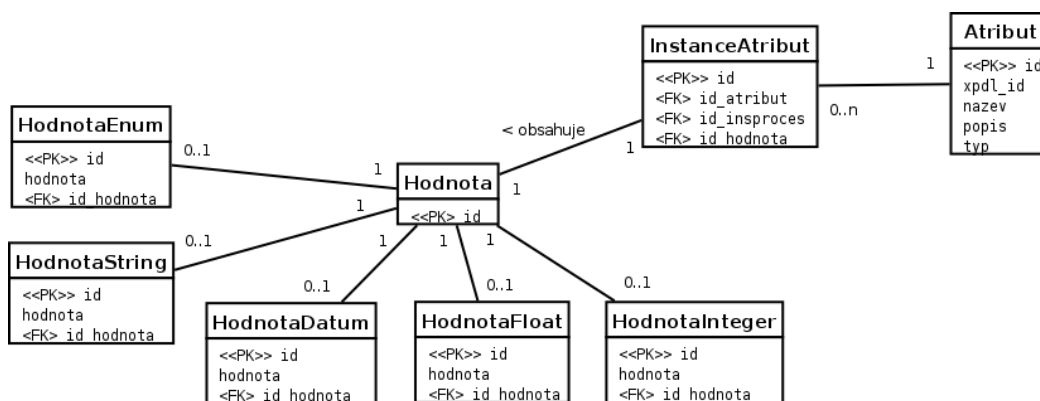 Atribut
<<PK>> id
xpdl_id
nazev
popis
typ
InstanceAtribut
<<PK>> id
<FK> id_atribut
<FK> id_insproces
<FK> id_hodnota
1
0..n
< obsahuje
1
HodnotaEnum
<<PK>> id
hodnota
<FK> id_hodnota
0..1
1
Hodnota
<<PK> id
1
1
0..1
1
1
1
HodnotaString
<<PK>> id
hodnota
<FK> id_hodnota
0..1
0..1
0..1
HodnotaDatum
<<PK>> id
hodnota
<FK> id_hodnota
HodnotaFloat
<<PK>> id
hodnota
<FK> id_hodnota
HodnotaInteger
<<PK>> id
hodnota
<FK> id_hodnota